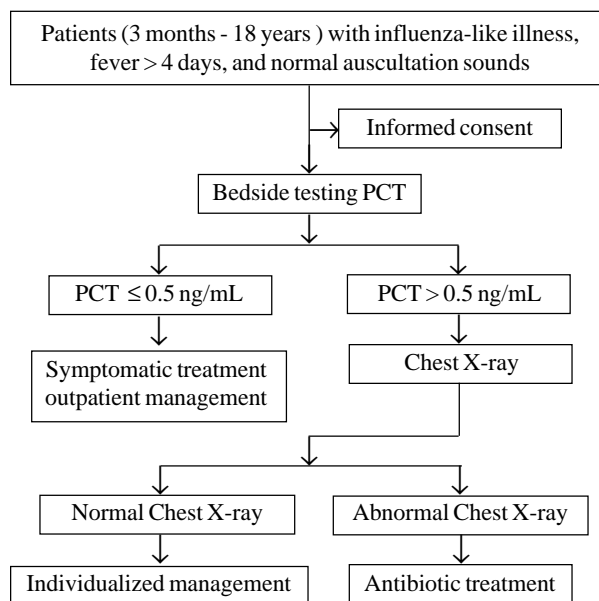 Patients (3 months - 18 years ) with influenza-like illness,
fever > 4 days, and normal auscultation sounds
Informed consent
Bedside testing PCT
PCT ≤ 0.5 ng/mL
PCT > 0.5 ng/mL
Symptomatic treatment
outpatient management
Chest X-ray
Normal Chest X-ray
Abnormal Chest X-ray
Individualized management
Antibiotic treatment